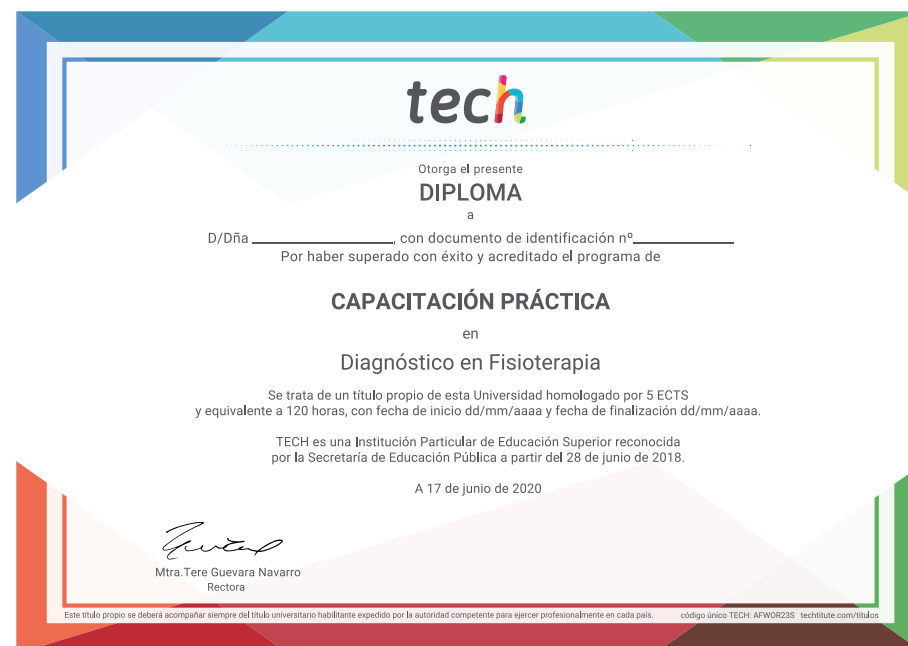 tech
Otorga el presente
DIPLOMA
a
D/Dña ______________, con documento de identificación nº__________
Por haber superado con éxito y acreditado el programa de
CAPACITACIÓN PRÁCTICA
en
Diagnóstico en Fisioterapia
Se trata de un título propio de esta Universidad homologado por 5 ECTS
y equivalente a 120 horas, con fecha de inicio dd/mm/aaaa y fecha de finalización dd/mm/aaaa.
TECH es una Institución Particular de Educación Superior reconocida
por la Secretaría de Educación Pública a partir del 28 de junio de 2018.
A 17 de junio de 2020
Mtra.Tere Guevara Navarro
Rectora
Este título propio se deberá acompañar siempre del título universitario habilitante expedido por la autoridad competente para ejercer profesionalmente en cada país. código único TECH: AFWOR23S techtitute.com/titulos